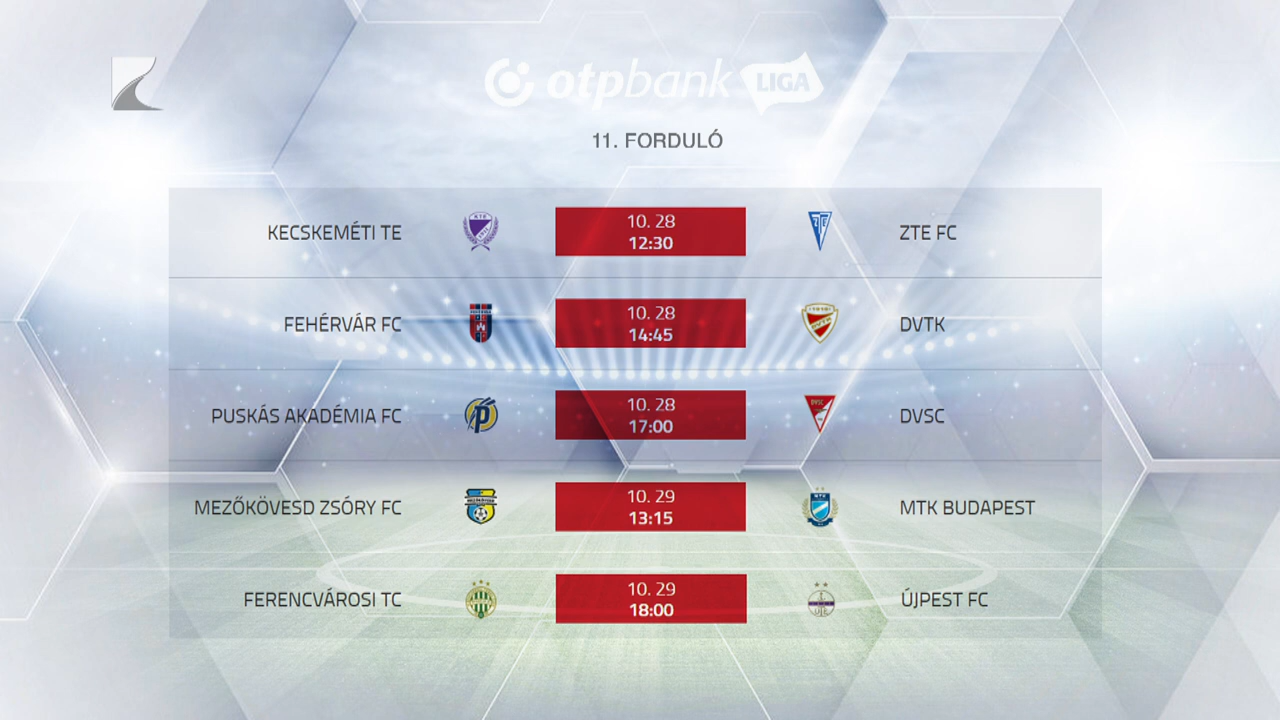 otpbank LIGA
11. FORDULÓ
KECSKEMÉTI TE 10. 28 12:30 ZTE FC
FEHÉRVÁR FC 10. 28 14:45 DVTK
PUSKÁS AKADÉMIA FC 10. 28 17:00 DVSC
MEZŐKÖVESD ZSÓRY FC 10. 29 13:15 MTK BUDAPEST
FERENCVÁROSI TC 10. 29 18:00 ÚJPEST FC